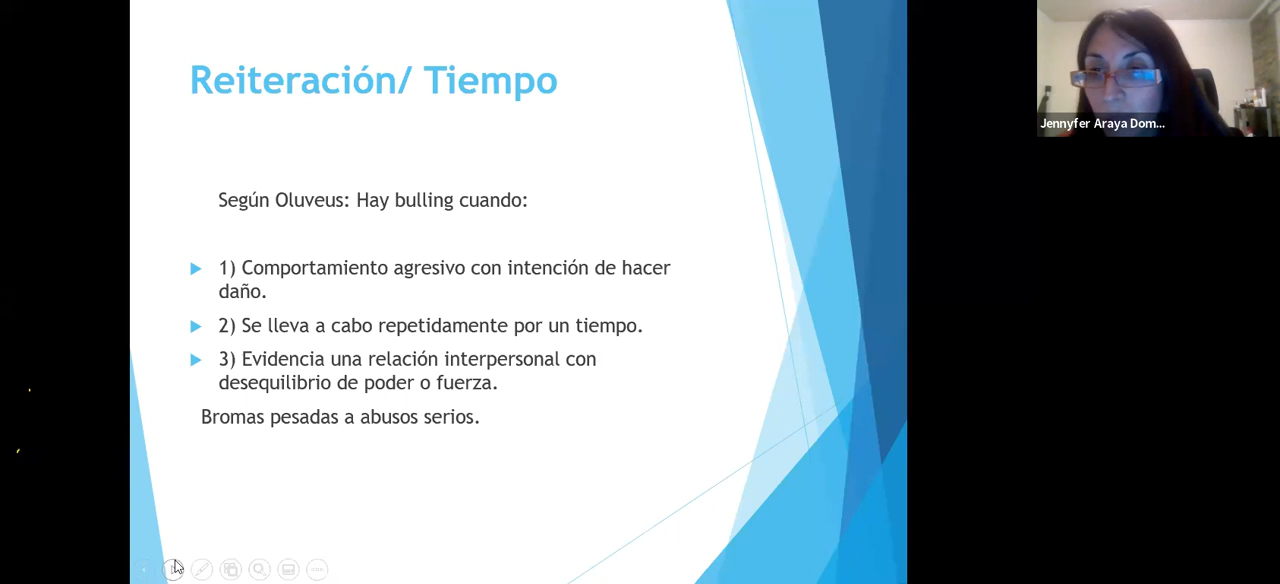 Reiteración/ Tiempo
Según Oluveus: Hay bulling cuando:
1) Comportamiento agresivo con intención de hacer
daño.
2) Se lleva a cabo repetidamente por un tiempo.
3) Evidencia una relación interpersonal con
desequilibrio de poder o fuerza.
Bromas pesadas a abusos serios.
Jennyfer Araya Dom...